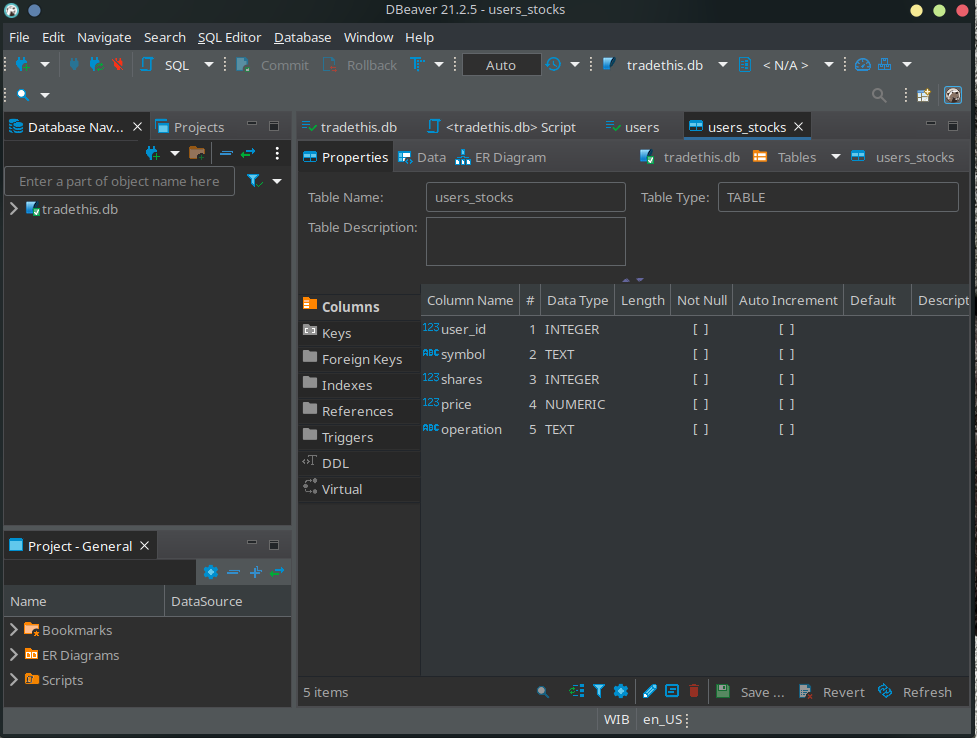 DBeaver 21.2.5 - users_stocks
File Edit Navigate Search SQL Editor Database Window Help
SQL Commit Rollback Auto tradethis.db < N/A >
Database Nav... Projects
Enter a part of object name here
tradethis.db
tradethis.db <tradethis.db> Script users users_stocks
Properties Data ER Diagram tradethis.db Tables users_stocks
Table Name: users_stocks Table Type: TABLE
Table Description:
Columns
Keys
Foreign Keys
Indexes
References
Triggers
DDL
Virtual
Column Name # Data Type Length Not Null Auto Increment Default Descript
123 user_id 1 INTEGER [ ] [ ]
ABC symbol 2 TEXT [ ] [ ]
123 shares 3 INTEGER [ ] [ ]
123 price 4 NUMERIC [ ] [ ]
ABC operation 5 TEXT [ ] [ ]
Project - General
Name DataSource
Bookmarks
ER Diagrams
Scripts
5 items Save ... Revert Refresh
WIB en_US